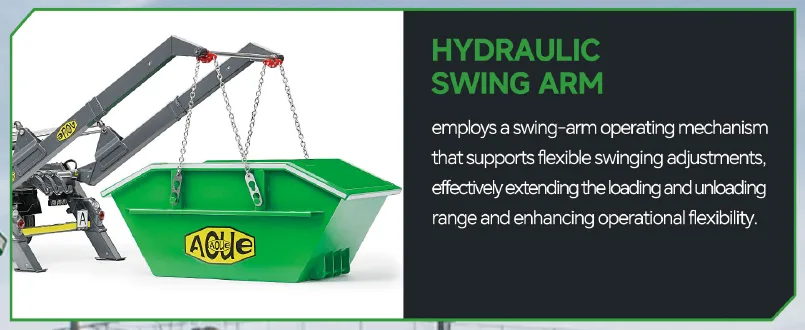 HYDRAULIC
SWING ARM
employs a swing-arm operating mechanism
that supports flexible swinging adjustments,
effectively extending the loading and unloading
range and enhancing operational flexibility.
A